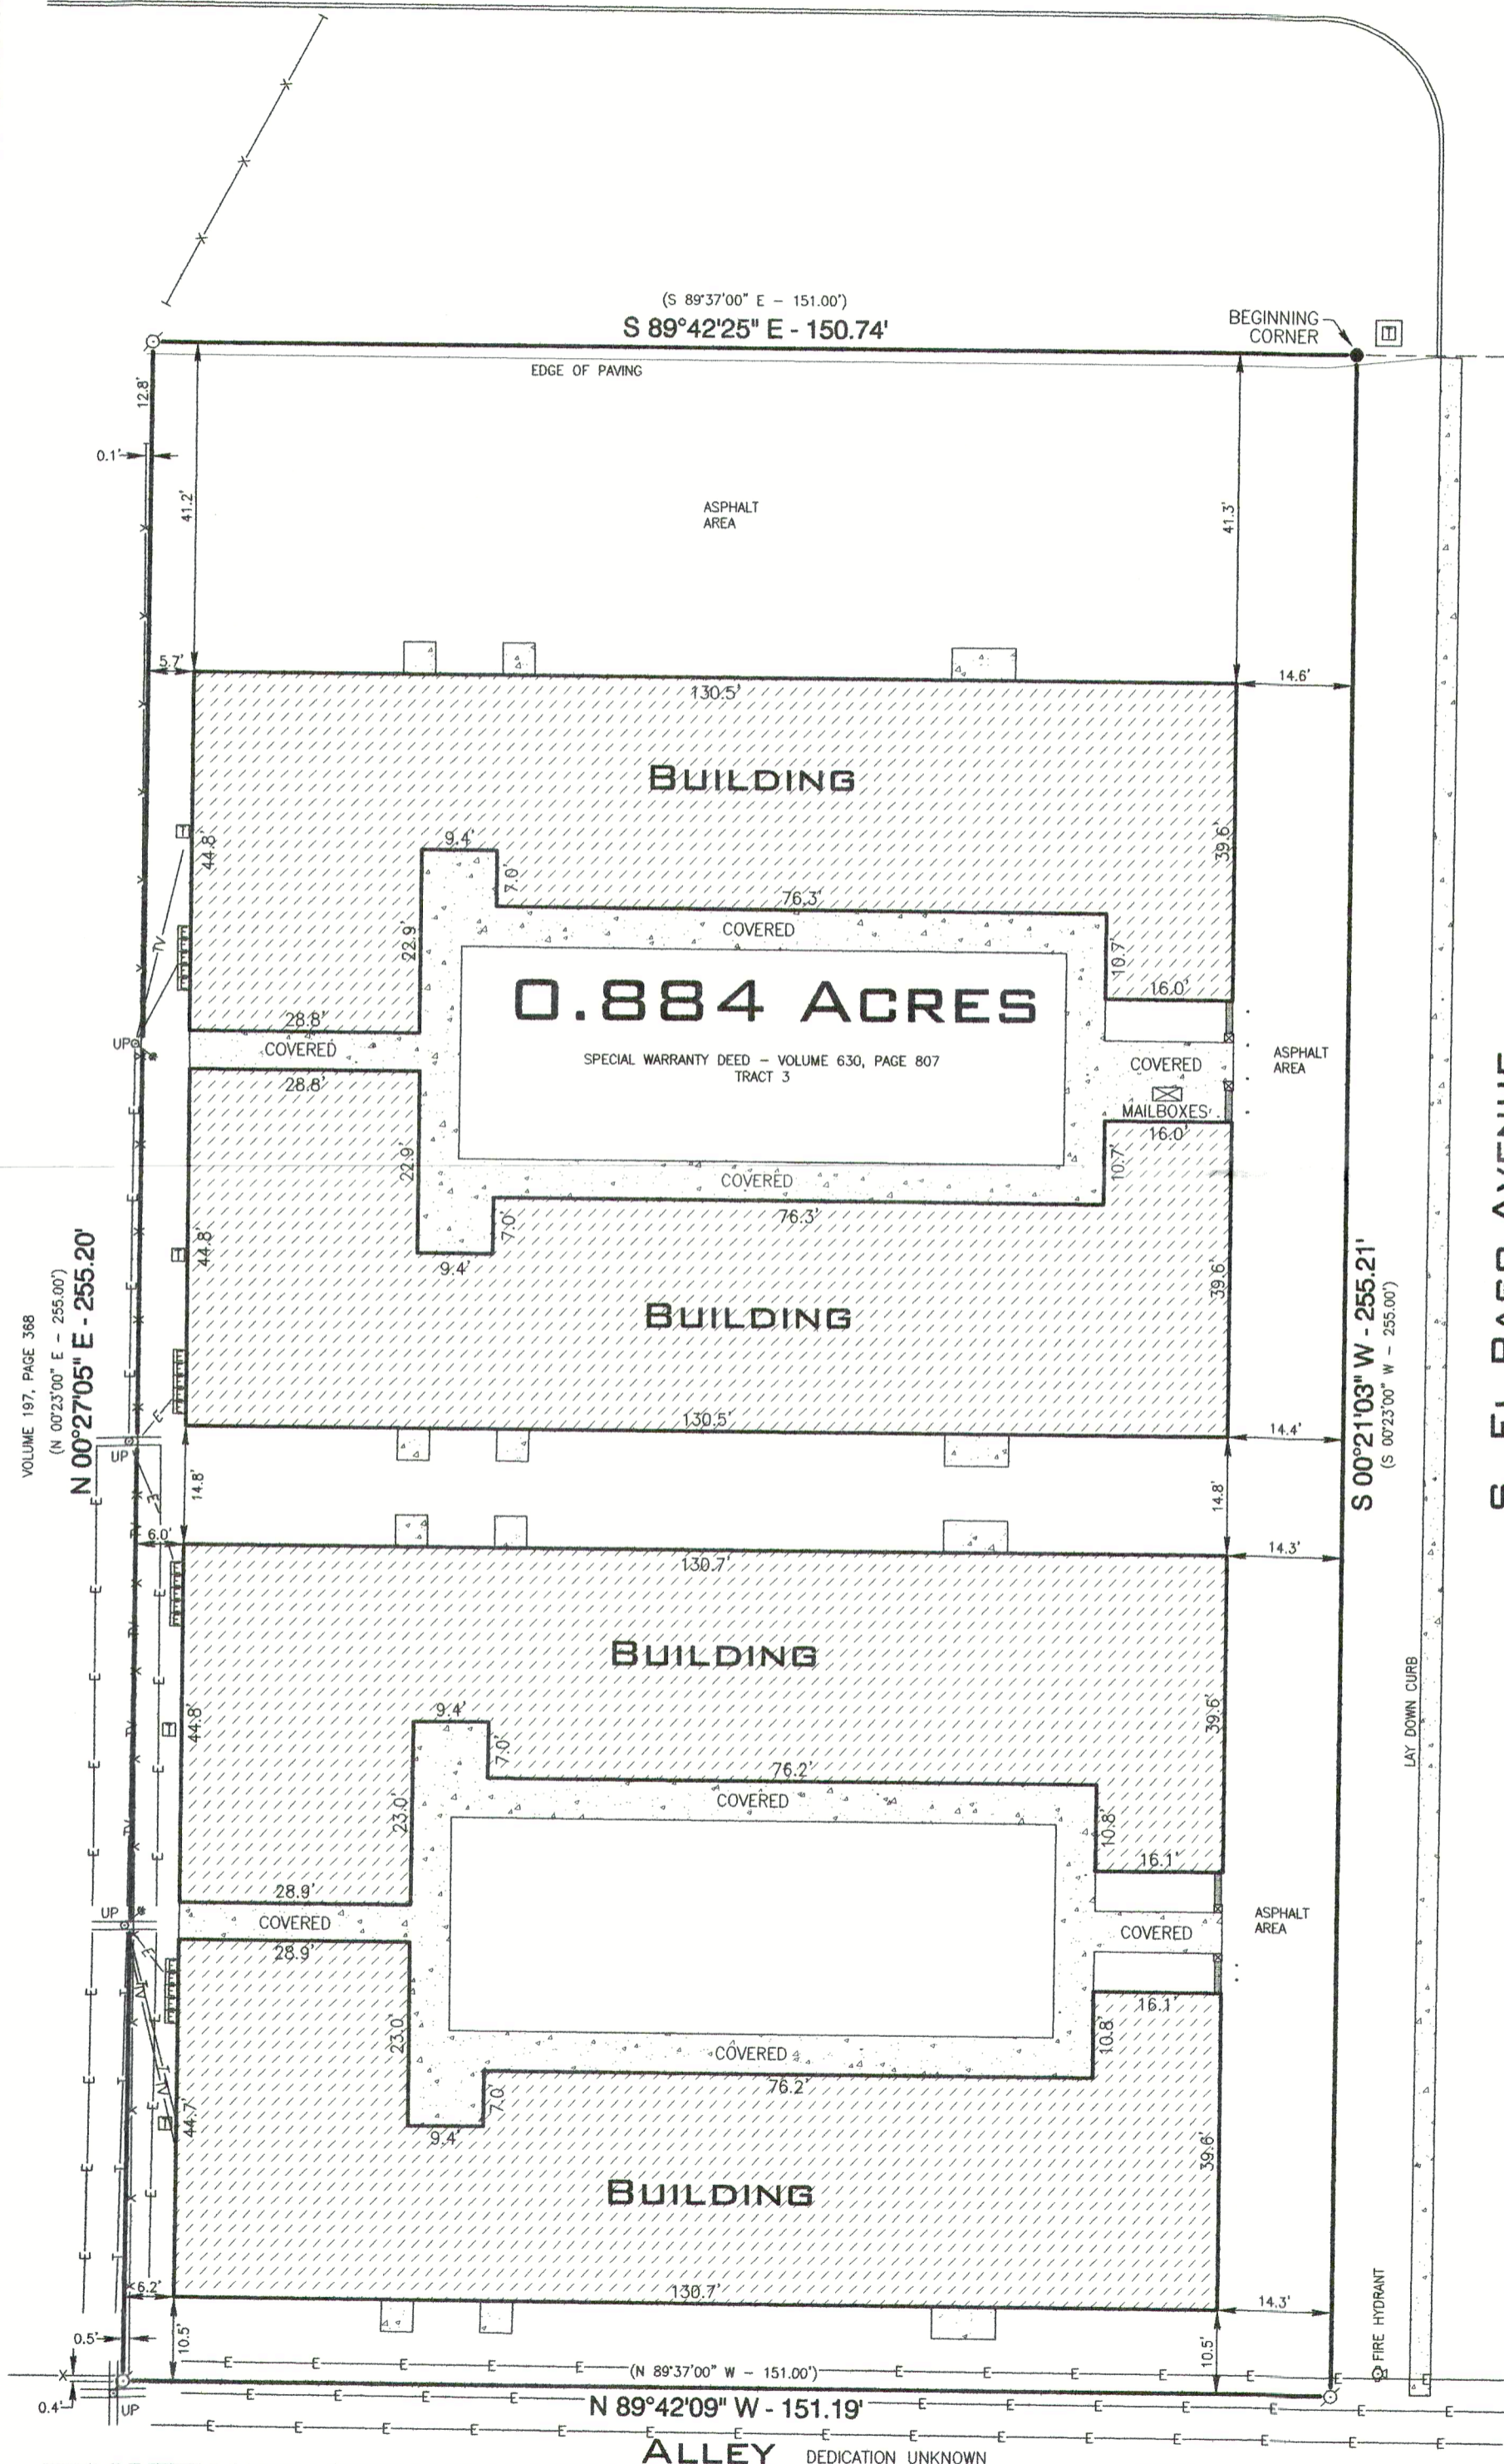 (S 89°37'00" E - 151.00')
S 89°42'25" E - 150.74'
BEGINNING
CORNER
T
EDGE OF PAVING
12.8'
0.1'
41.2'
ASPHALT
AREA
41.3'
5.7'
130.5'
14.6'
BUILDING
44.8'
39.6'
9.4'
7.0'
76.3'
COVERED
22.9'
10.7'
TV
0.884 ACRES
16.0'
28.8'
UP
COVERED
SPECIAL WARRANTY DEED - VOLUME 630, PAGE 807
TRACT 3
COVERED
ASPHALT
AREA
28.8'
MAILBOXES
16.0'
22.9'
10.7'
COVERED
7.0'
76.3'
9.4'
44.8'
39.6'
BUILDING
VOLUME 197, PAGE 368
(N 00°23'00" E - 255.00')
N 00°27'05" E - 255.20'
S 00°21'03" W - 255.21'
(S 00°23'00" W - 255.00')
130.5'
14.4'
UP
14.8'
14.8'
6.0'
130.7'
14.3'
BUILDING
44.8'
39.6'
LAY DOWN CURB
9.4'
7.0'
76.2'
COVERED
23.0'
10.8'
16.1'
28.9'
UP
COVERED
COVERED
ASPHALT
AREA
28.9'
16.1'
23.0'
10.8'
COVERED
7.0'
76.2'
9.4'
44.7'
39.6'
BUILDING
6.2'
130.7'
14.3'
FIRE HYDRANT
0.5'
10.5'
10.5'
(N 89°37'00" W - 151.00')
0.4'
UP
N 89°42'09" W - 151.19'
ALLEY DEDICATION UNKNOWN